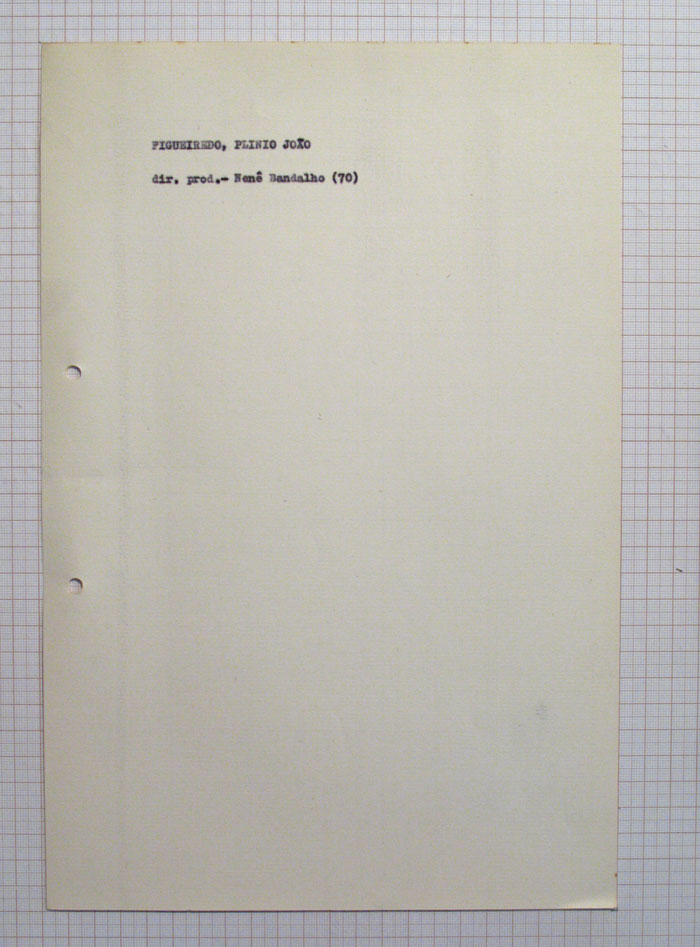 FIGUEIREDO, PLINIO JOÃO
dir. prod.- Nenê Bandalho (70)